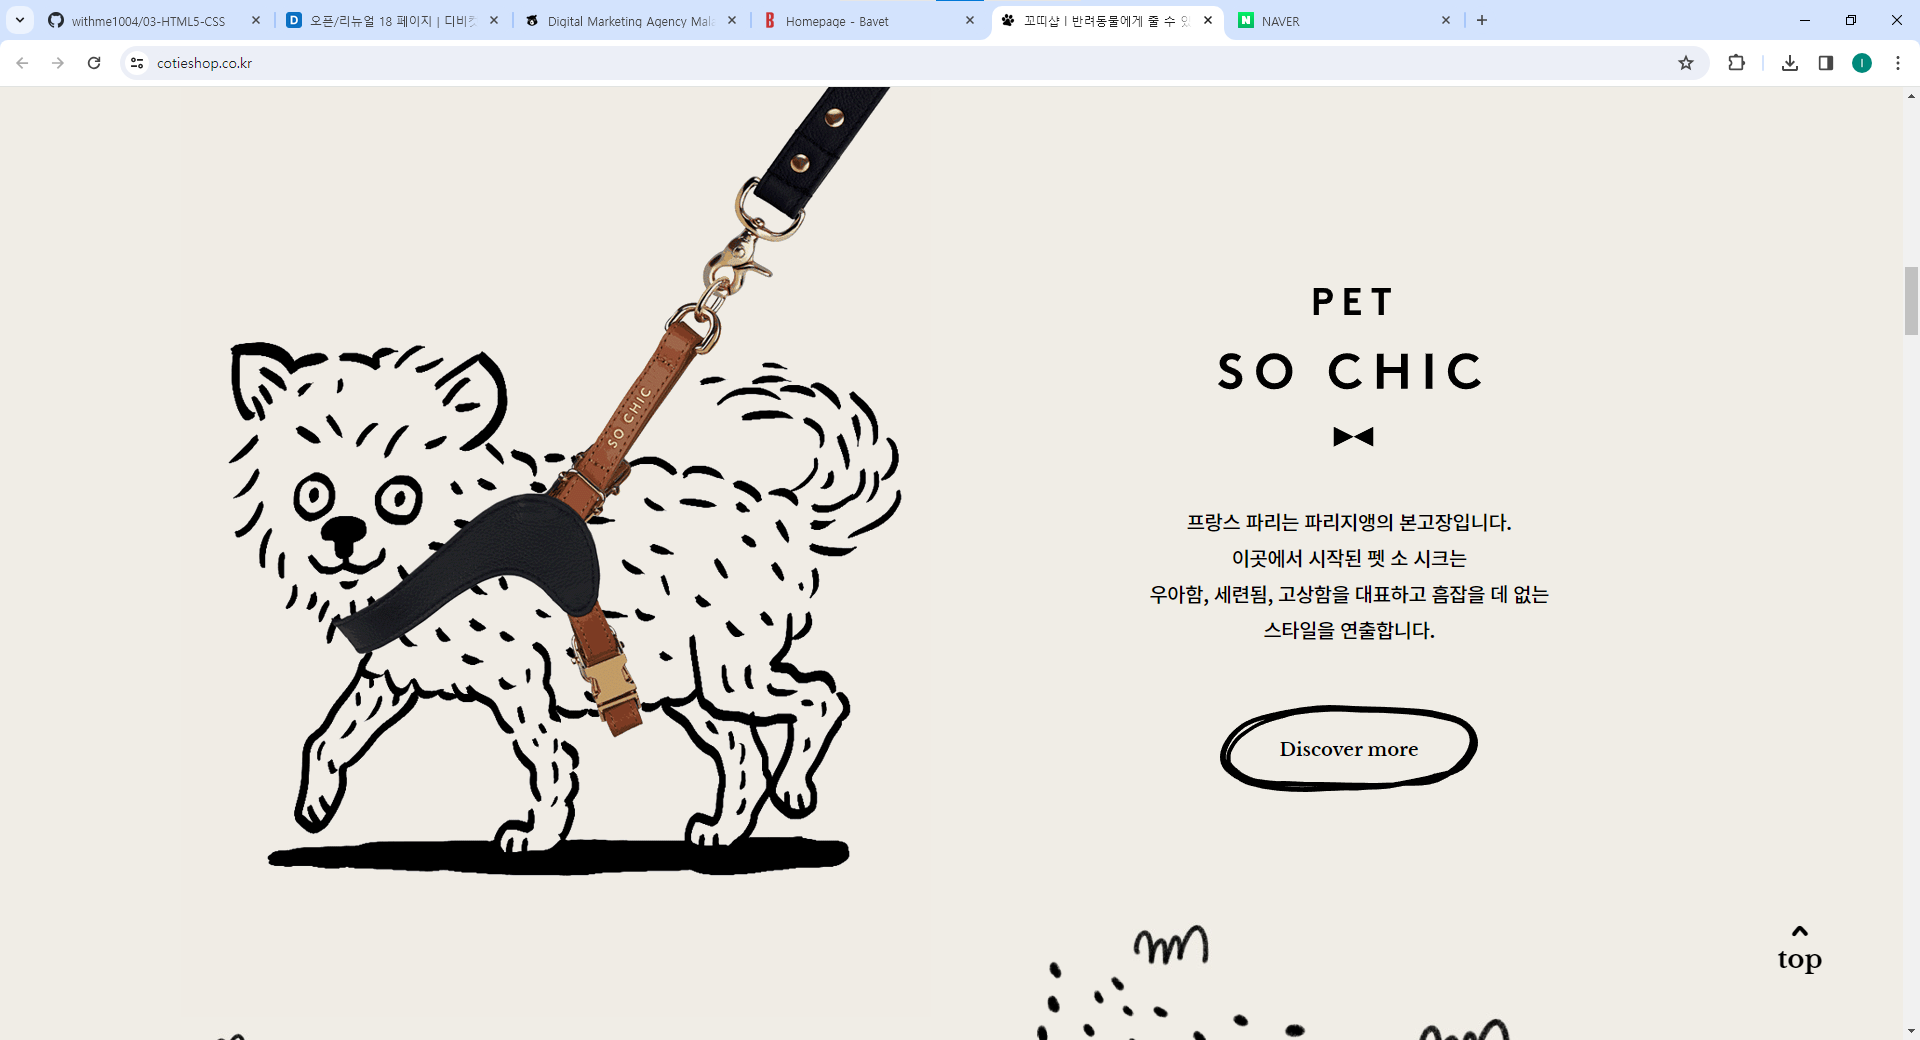 withme1004/03-HTML5-CSS
오픈/리뉴얼 18 페이지 | 디비컷
Digital Marketing Agency Mala
Homepage - Bavet
꼬띠샵 | 반려동물에게 줄 수 있
NAVER
cotieshop.co.kr
I
SO CHIC
PET
SO CHIC
프랑스 파리는 파리지앵의 본고장입니다.
이곳에서 시작된 펫 소 시크는
우아함, 세련됨, 고상함을 대표하고 흠잡을 데 없는
스타일을 연출합니다.
Discover more
top